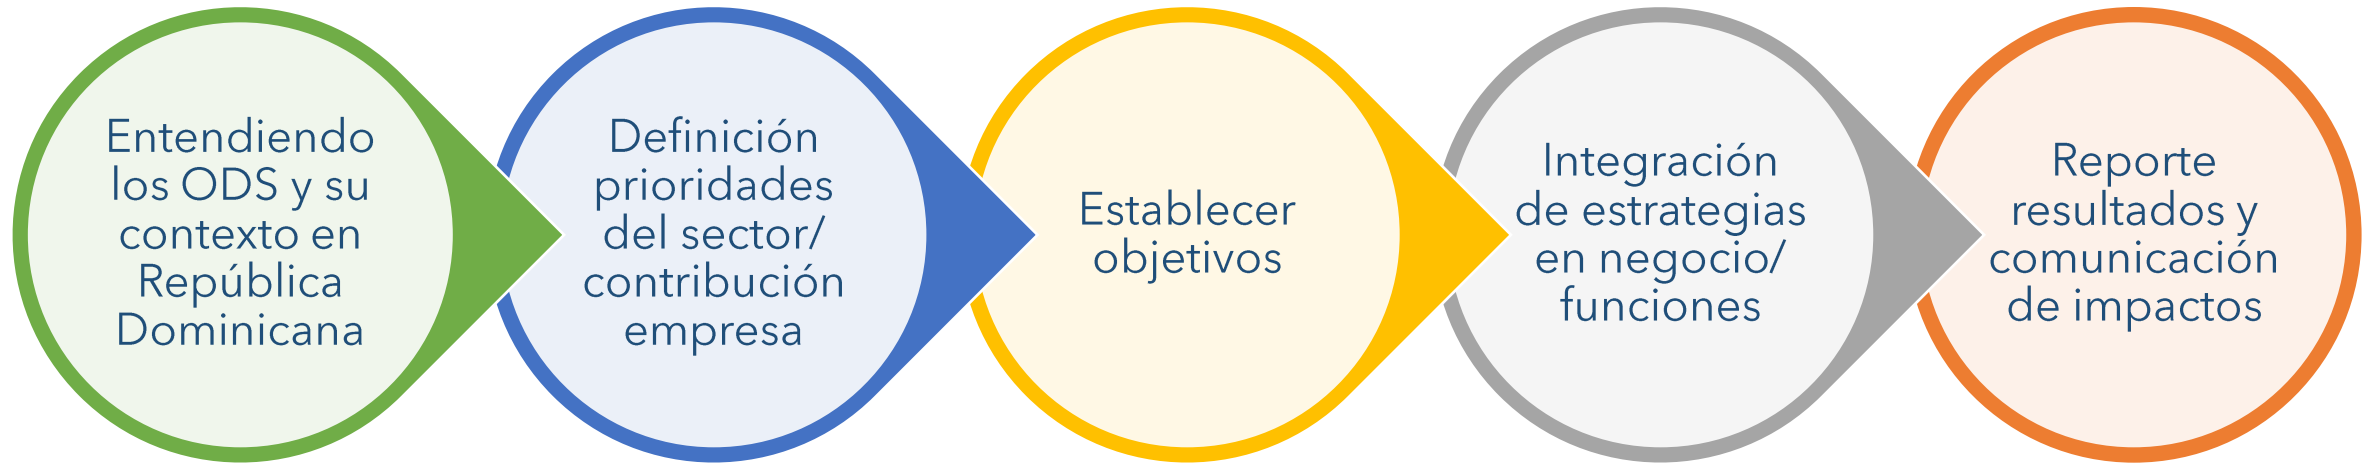 Entendiendo
los ODS y su
contexto en
República
Dominicana
Definición
prioridades
del sector/
contribución
empresa
Establecer
objetivos
Integración
de estrategias
en negocio/
funciones
Reporte
resultados y
comunicación
de impactos